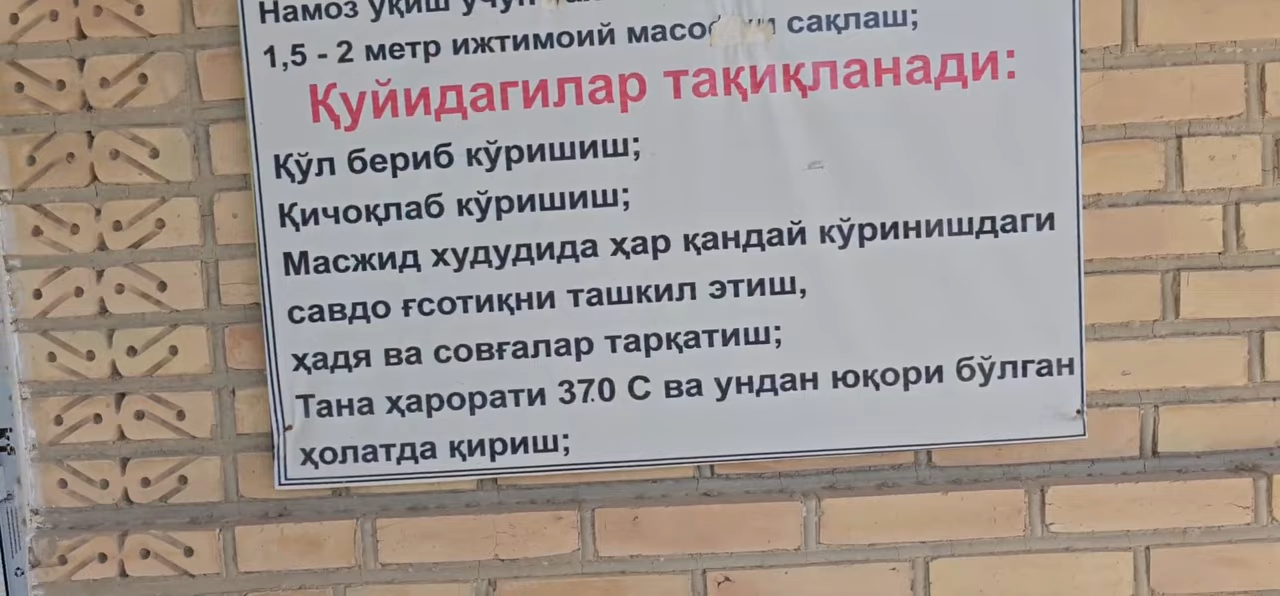 Намоз ўқиш учун
1,5 - 2 метр ижтимоий сақлаш;
Қуйидагилар тақиқланади:
Қўл бериб кўришиш;
Қичоқлаб кўришиш;
Масжид худудида ҳар қандай кўринишдаги
савдо ғсотиқни ташкил этиш,
ҳадя ва совғалар тарқатиш;
Тана ҳарорати 37.0 С ва ундан юқори бўлган
ҳолатда қириш;